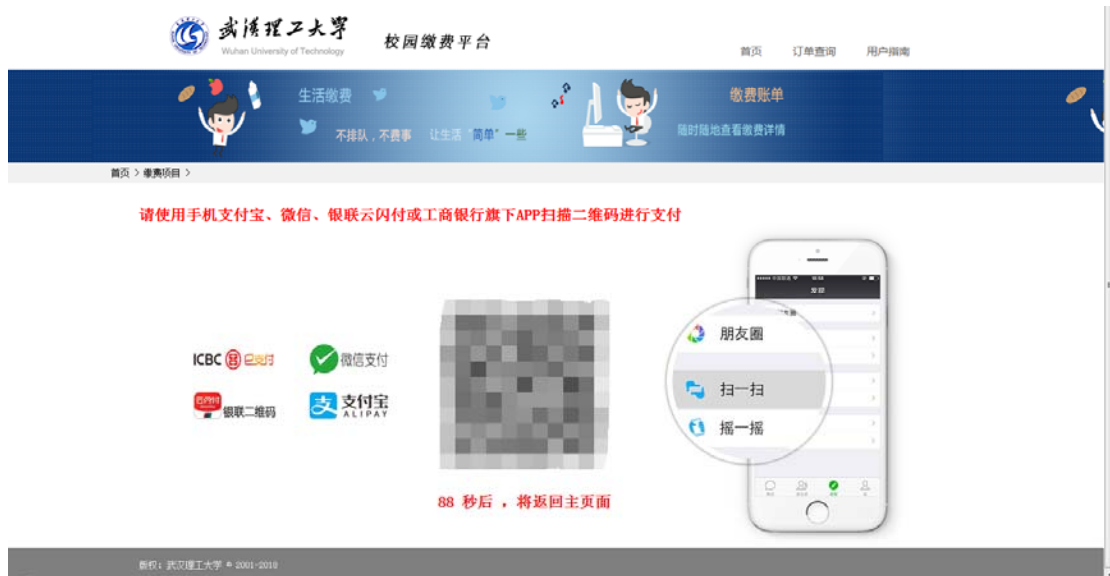 武汉理工大学
Wuhan University of Technology
校园缴费平台
首页 订单查询 用户指南
生活缴费
不排队，不费事 让生活“简单”一些
缴费账单
随时随地查看缴费详情
首页 > 缴费项目 >
请使用手机支付宝、微信、银联云闪付或工商银行旗下APP扫描二维码进行支付
ICBC e支付
微信支付
银联二维码
支付宝
ALIPAY
朋友圈
扫一扫
摇一摇
88 秒后 ，将返回主页面
版权：武汉理工大学 © 2001-2018